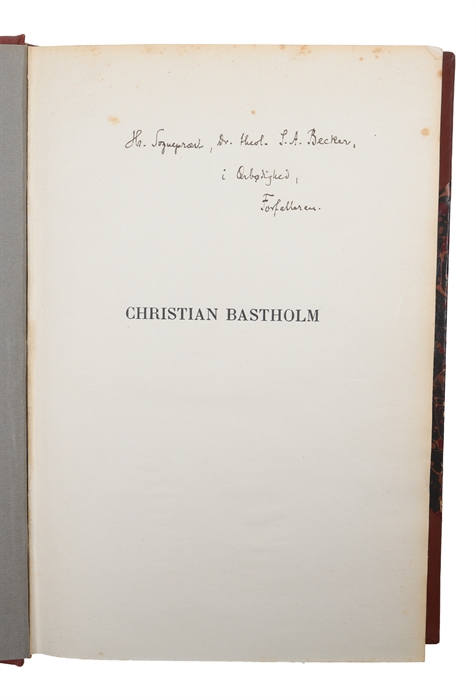 Hr. Sognepræst, Dr. theol. S. A. Becker,
i Ærbødighed,
Forfatteren.
CHRISTIAN BASTHOLM